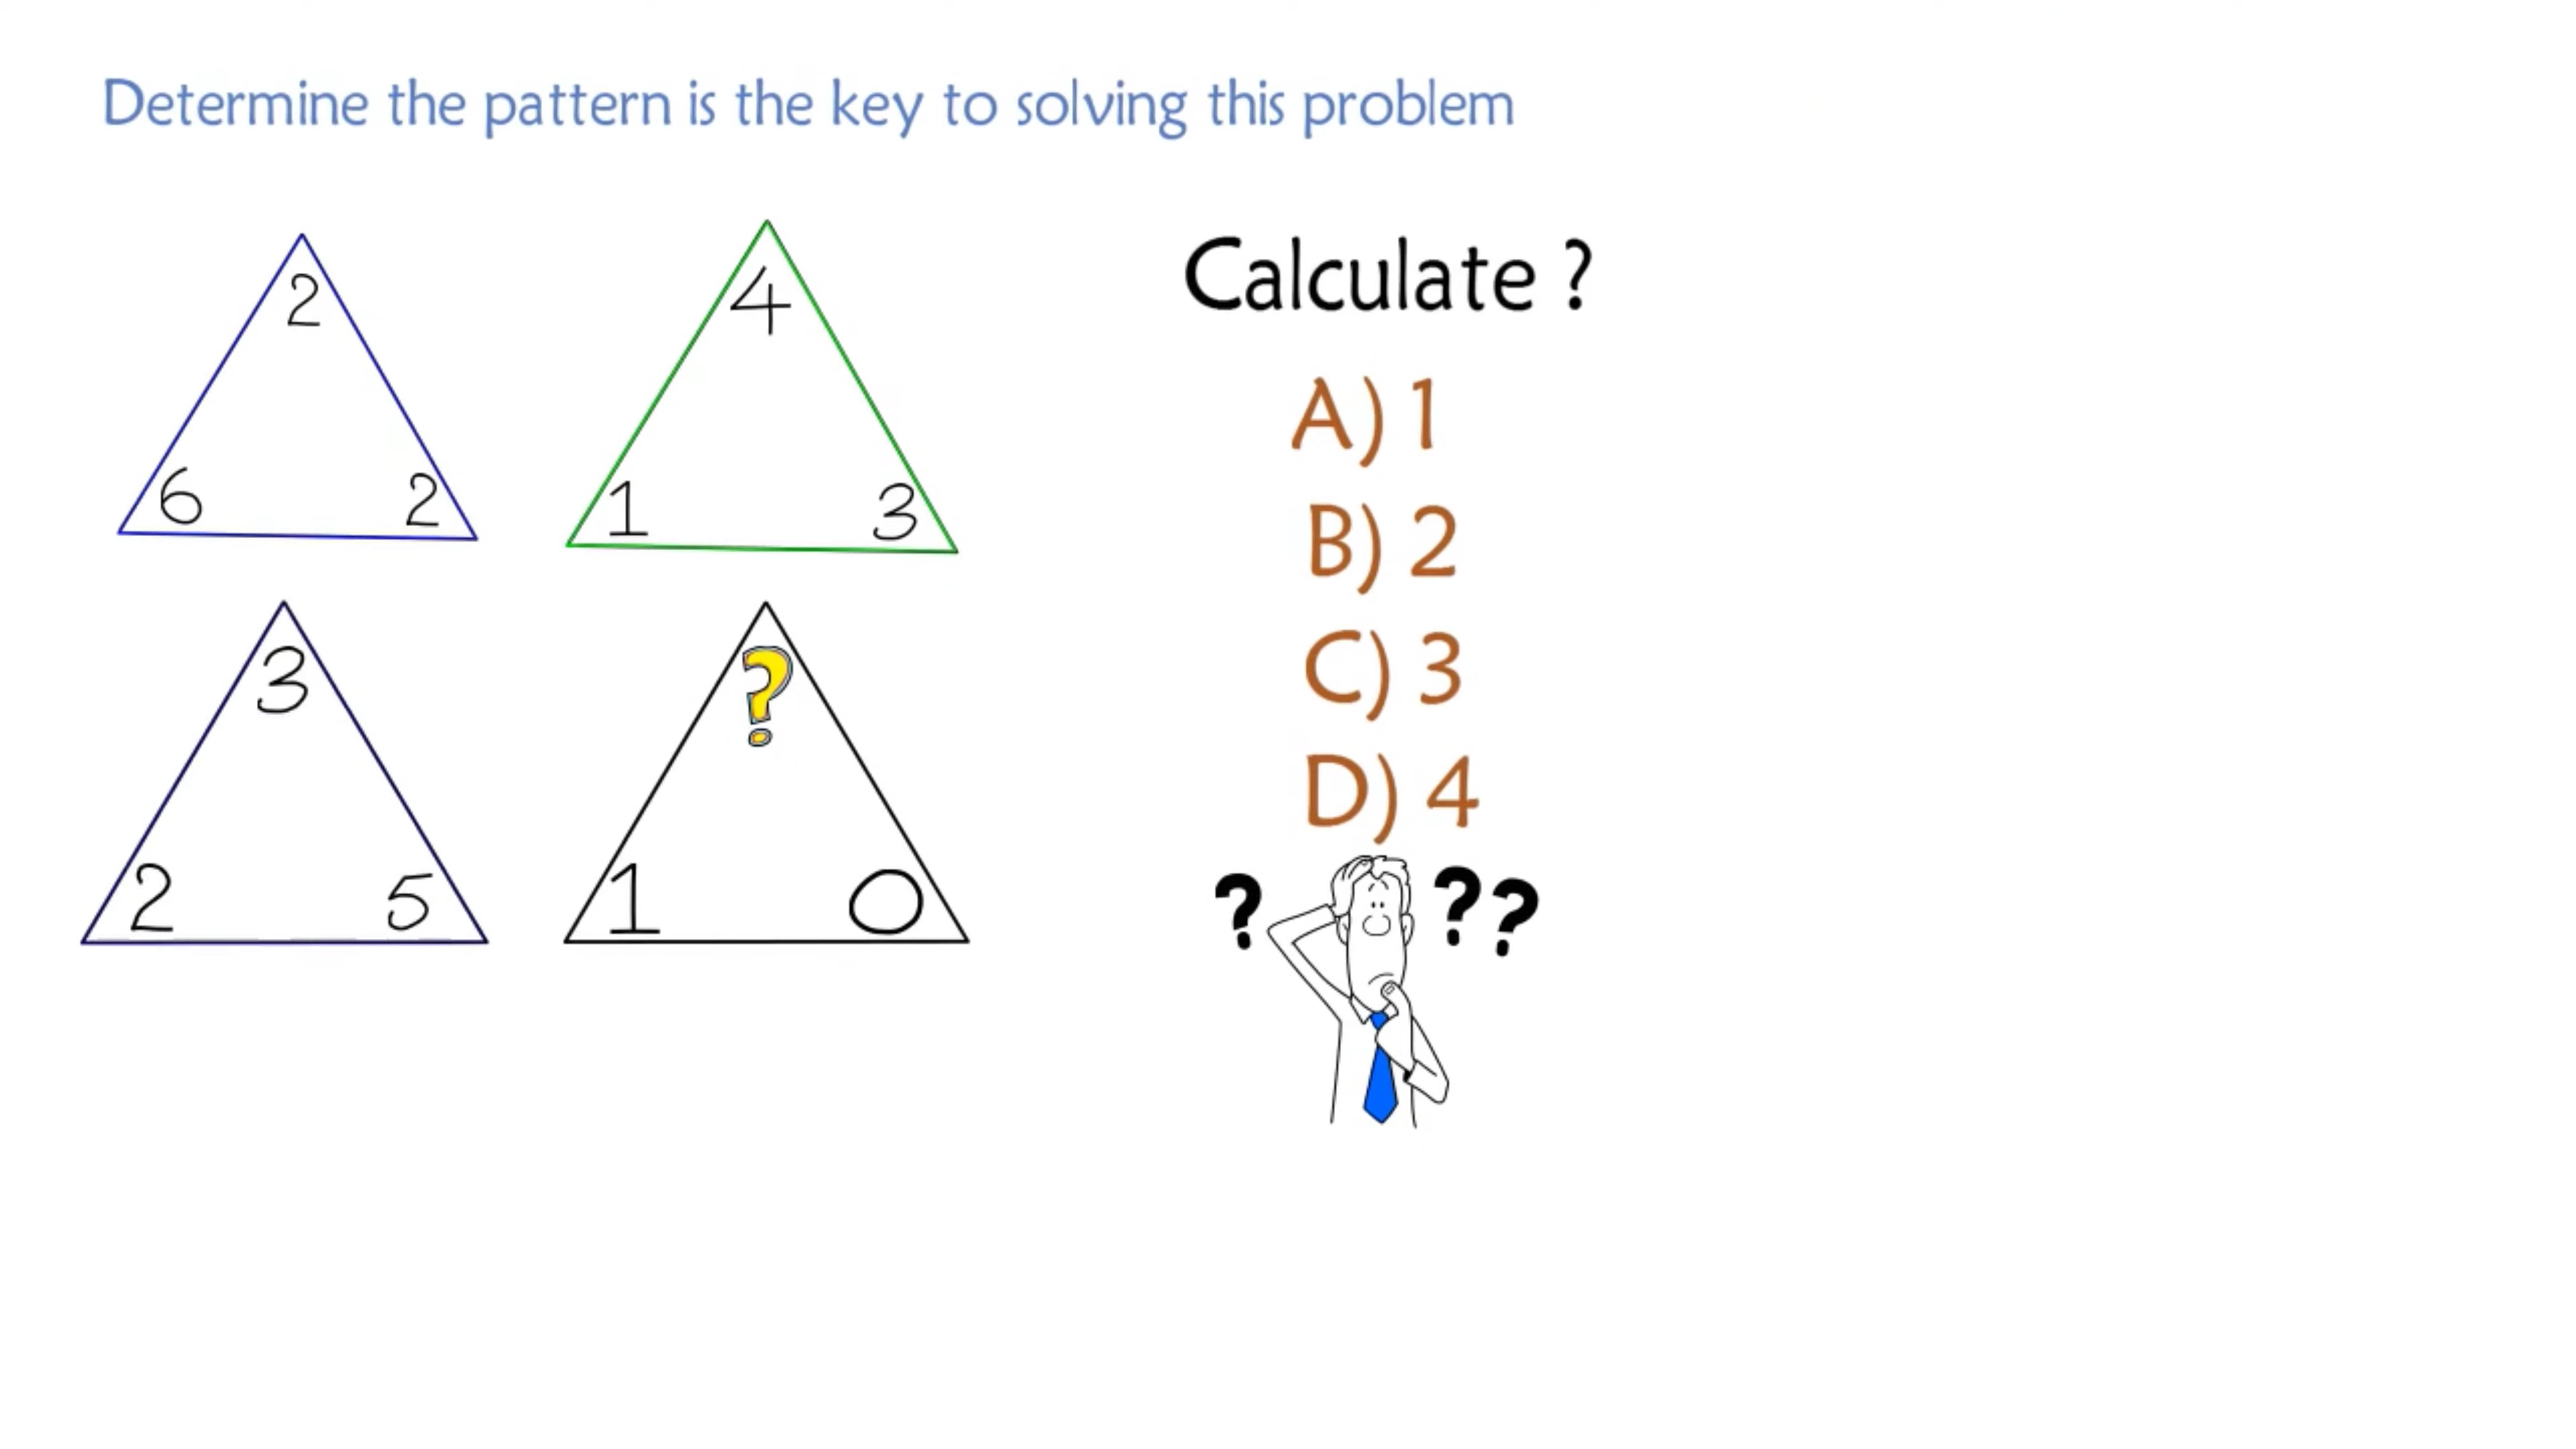 Determine the pattern is the key to solving this problem
2
6 2
4
1 3
3
2 5
?
1 0
Calculate ?
A) 1
B) 2
C) 3
D) 4
? ??